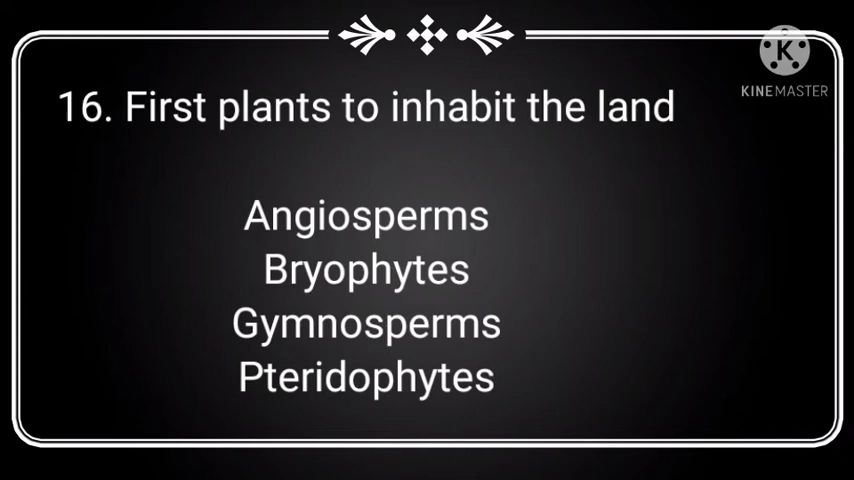 KINEMASTER
16. First plants to inhabit the land
Angiosperms
Bryophytes
Gymnosperms
Pteridophytes